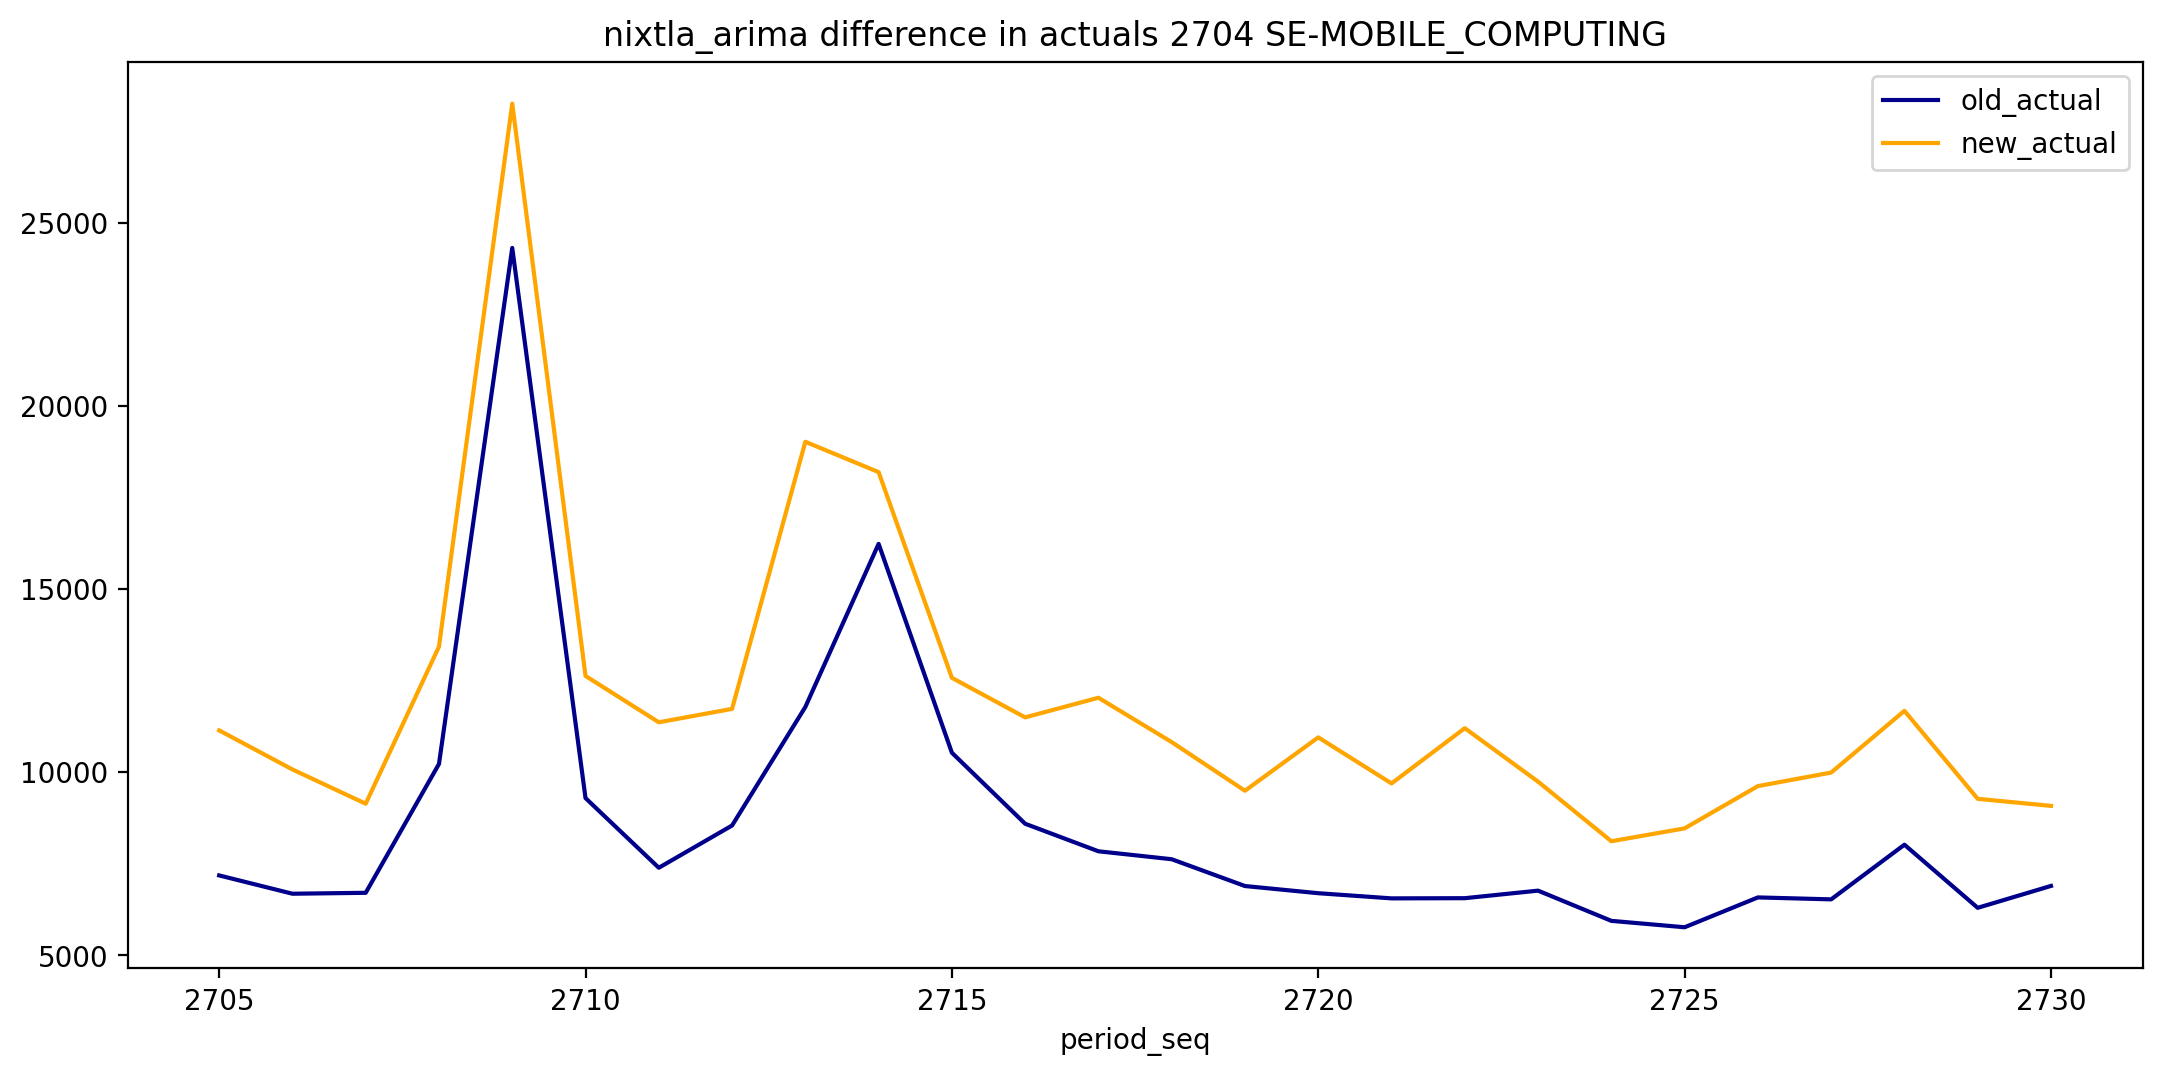 nixtla_arima difference in actuals 2704 SE-MOBILE_COMPUTING
old_actual
new_actual
25000
20000
15000
10000
5000
2705 2710 2715 2720 2725 2730
period_seq